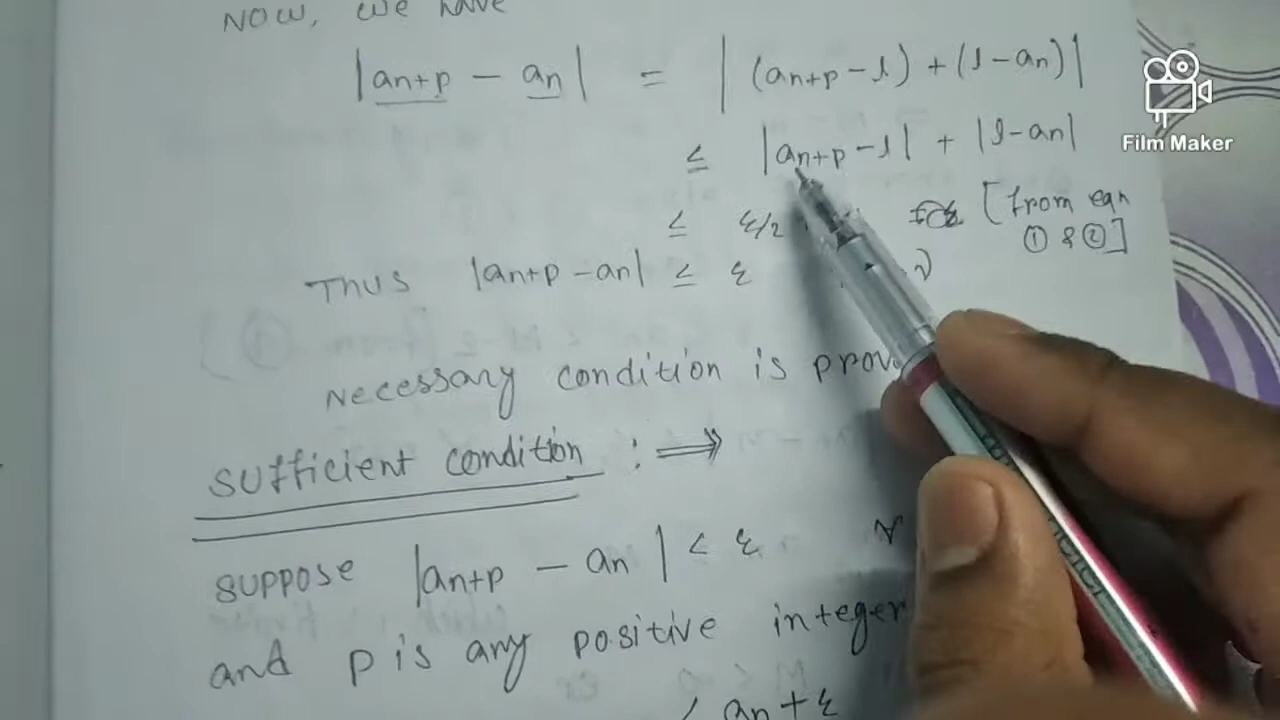 NOW, we have
|an+p - an| = |(an+p - l) + (l - an)|
≤ |an+p - l| + |l - an|
≤ ε/2 [from eqn
① & ②]
Thus |an+p - an| ≤ ε
Necessary condition is prov
sufficient condition : ⟹
suppose |an+p - an| < ε ∀
and p is any positive integer
< an + ε
Film Maker